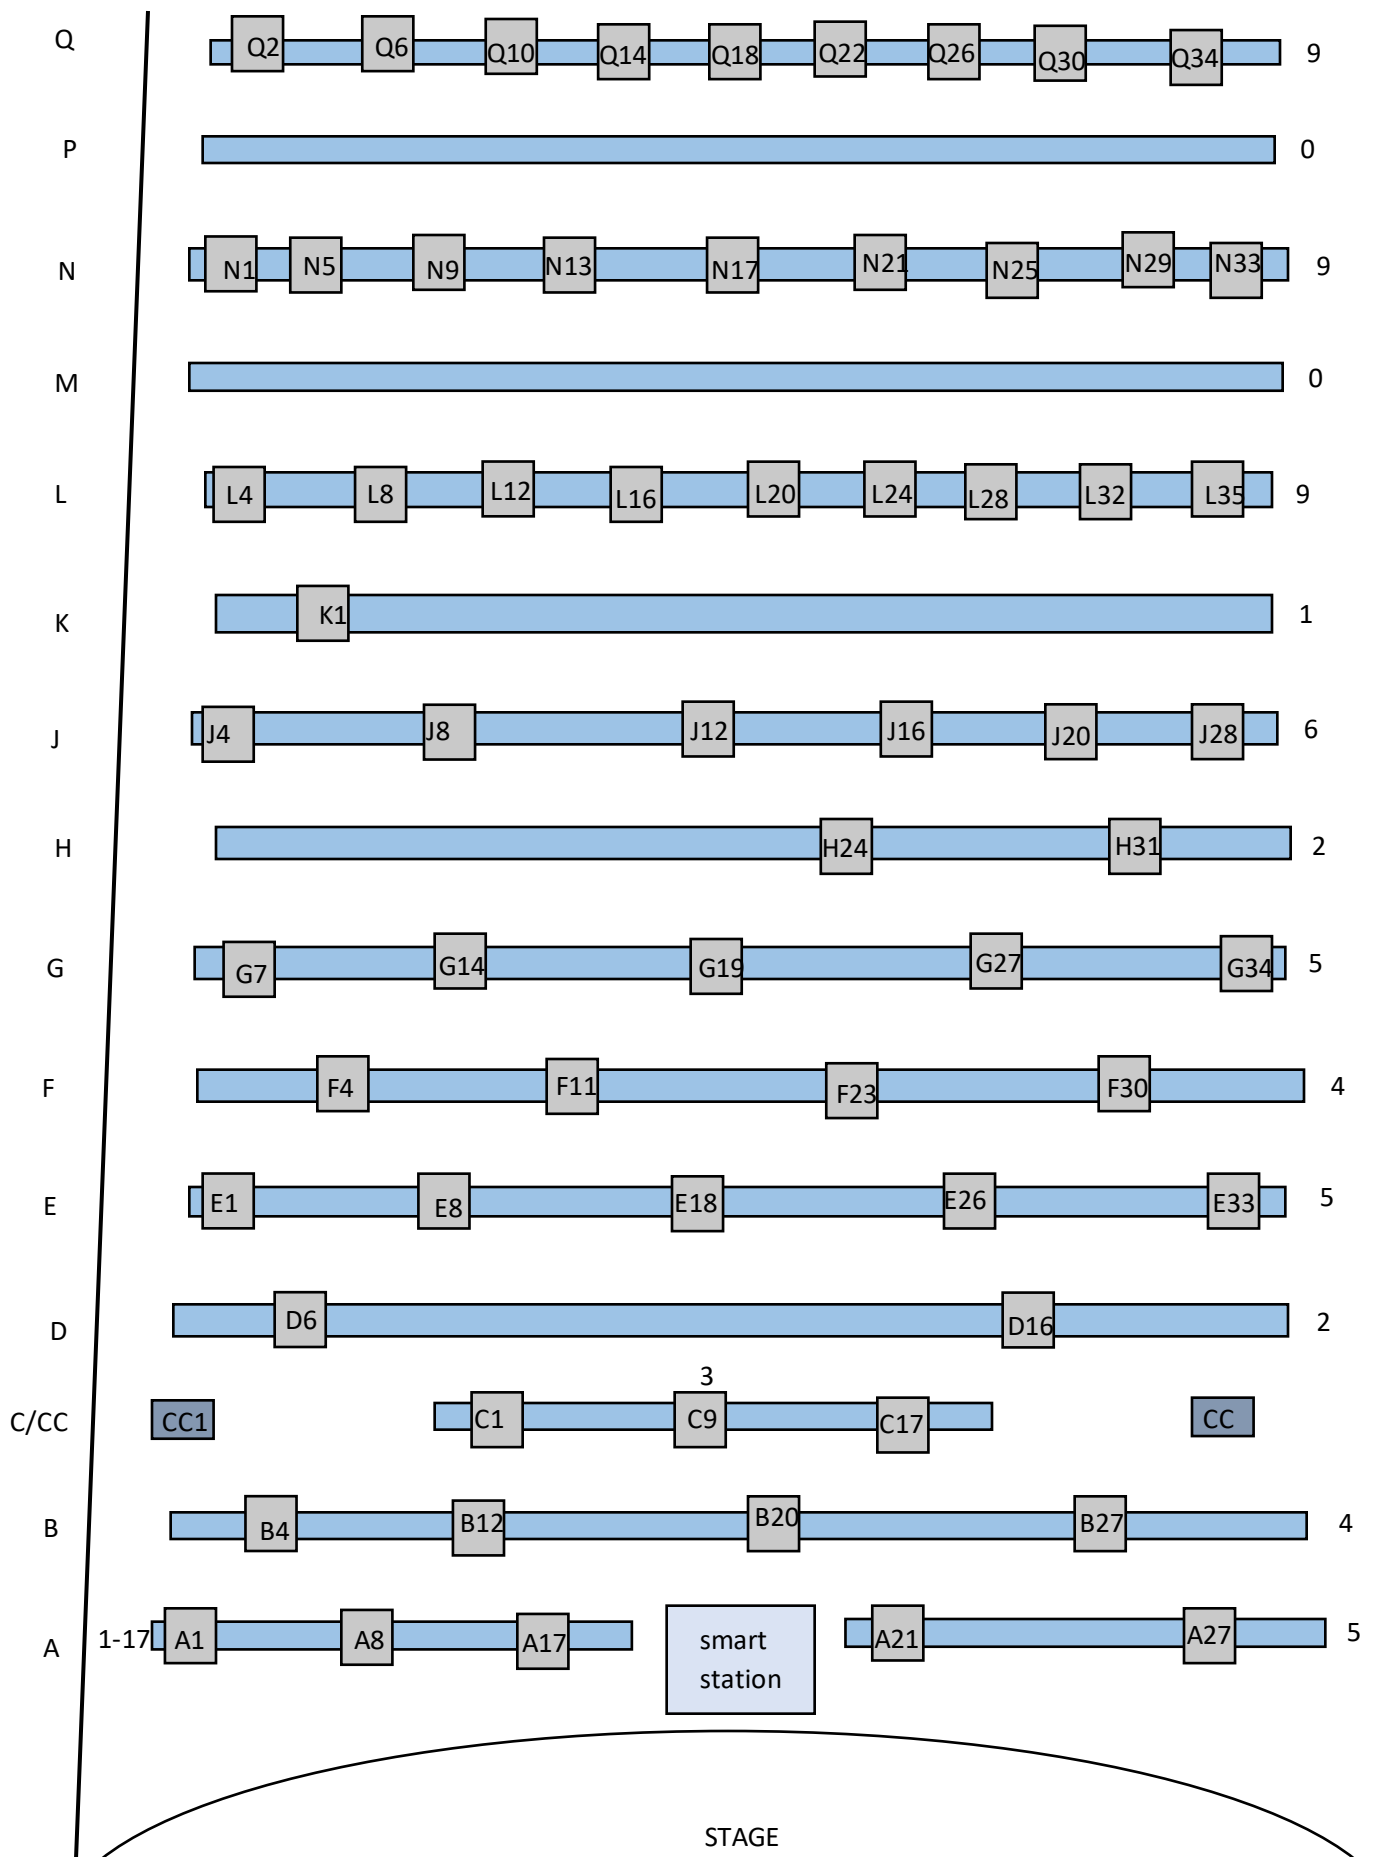 Q Q2 Q6 Q10 Q14 Q18 Q22 Q26 Q30 Q34 9
P 0
N N1 N5 N9 N13 N17 N21 N25 N29 N33 9
M 0
L L4 L8 L12 L16 L20 L24 L28 L32 L35 9
K K1 1
J J4 J8 J12 J16 J20 J28 6
H H24 H31 2
G G7 G14 G19 G27 G34 5
F F4 F11 F23 F30 4
E E1 E8 E18 E26 E33 5
D D6 D16 2
3
C/CC CC1 C1 C9 C17 CC
B B4 B12 B20 B27 4
A 1-17 A1 A8 A17 smart A21 A27 5
station
STAGE